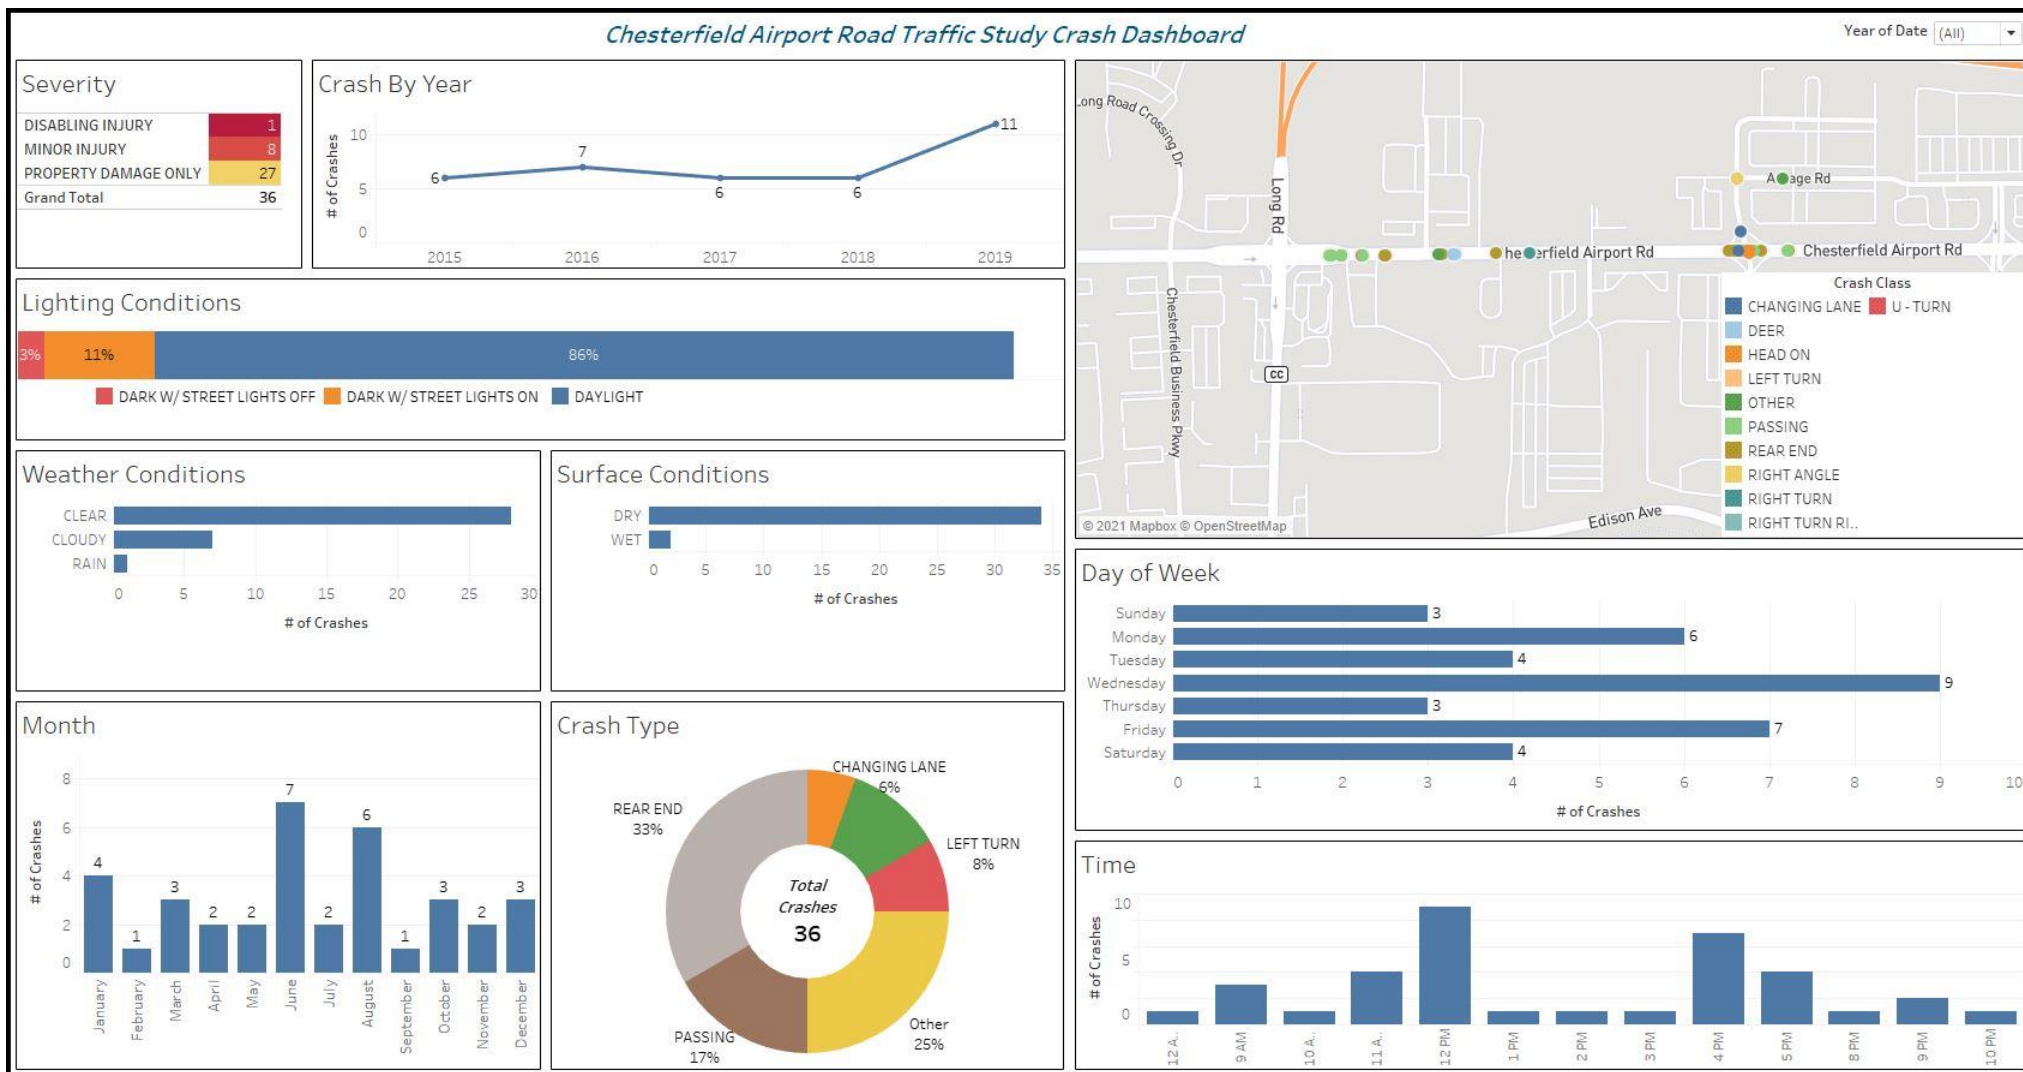 Chesterfield Airport Road Traffic Study Crash Dashboard
Year of Date (All)
Severity
DISABLING INJURY 1
MINOR INJURY 8
PROPERTY DAMAGE ONLY 27
Grand Total 36
Crash By Year
# of Crashes
10
5
0
6
7
6
6
11
2015 2016 2017 2018 2019
Lighting Conditions
3% 11% 86%
DARK W/ STREET LIGHTS OFF DARK W/ STREET LIGHTS ON DAYLIGHT
Weather Conditions
CLEAR
CLOUDY
RAIN
0 5 10 15 20 25 30
# of Crashes
Surface Conditions
DRY
WET
0 5 10 15 20 25 30 35
# of Crashes
Month
# of Crashes
8
6
4
2
0
4 1 3 2 2 7 2 6 1 3 2 3
January February March April May June July August September October November December
Crash Type
CHANGING LANE
6%
LEFT TURN
8%
Other
25%
PASSING
17%
REAR END
33%
Total
Crashes
36
Long Road Crossing Dr
Long Rd
Chesterfield Business Pkwy
CC
Rd
Airport Rd
Chesterfield Airport Rd
Edison Ave
© 2021 Mapbox © OpenStreetMap
Crash Class
CHANGING LANE U - TURN
DEER
HEAD ON
LEFT TURN
OTHER
PASSING
REAR END
RIGHT ANGLE
RIGHT TURN
RIGHT TURN RI..
Day of Week
Sunday 3
Monday 6
Tuesday 4
Wednesday 9
Thursday 3
Friday 7
Saturday 4
0 1 2 3 4 5 6 7 8 9 10
# of Crashes
Time
# of Crashes
10
5
0
12 A.. 9 AM 10 A.. 11 A.. 12 PM 1 PM 2 PM 3 PM 4 PM 5 PM 8 PM 9 PM 10 PM